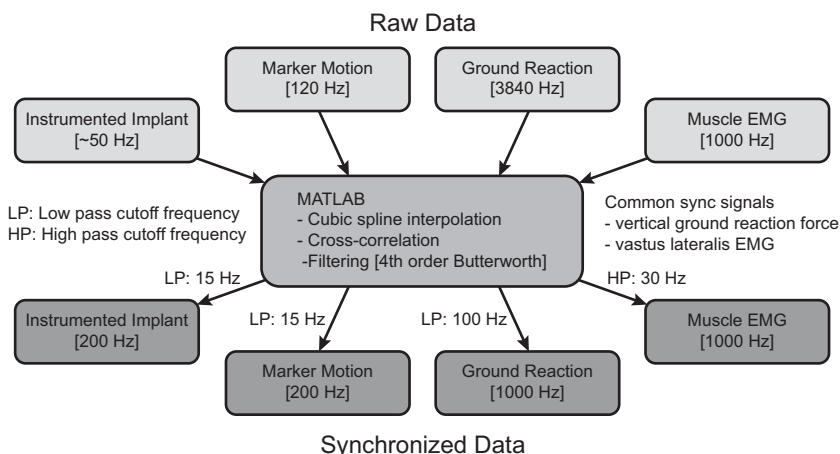 Raw Data
Marker Motion
[120 Hz]
Ground Reaction
[3840 Hz]
Instrumented Implant
[~50 Hz]
Muscle EMG
[1000 Hz]
LP: Low pass cutoff frequency
HP: High pass cutoff frequency
MATLAB
- Cubic spline interpolation
- Cross-correlation
-Filtering [4th order Butterworth]
Common sync signals
- vertical ground reaction force
- vastus lateralis EMG
LP: 15 Hz
LP: 15 Hz
LP: 100 Hz
HP: 30 Hz
Instrumented Implant
[200 Hz]
Marker Motion
[200 Hz]
Ground Reaction
[1000 Hz]
Muscle EMG
[1000 Hz]
Synchronized Data